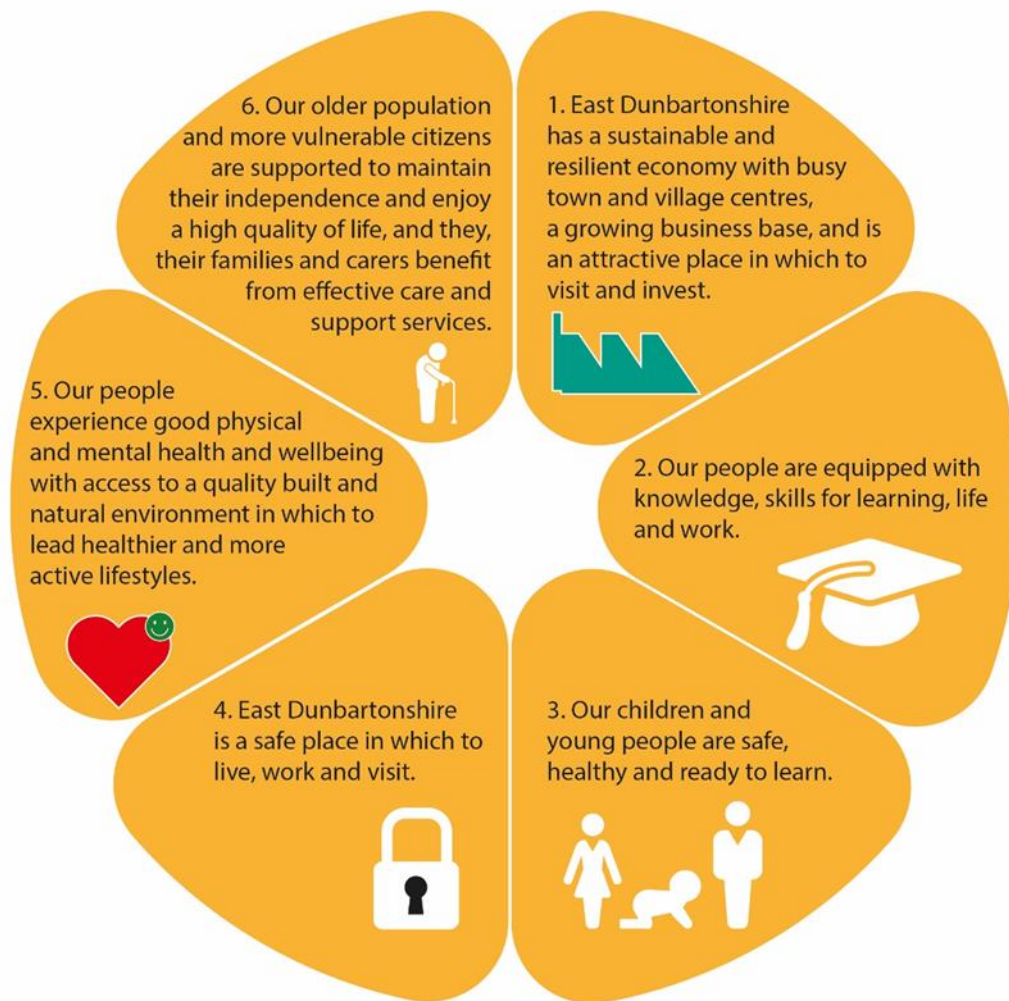 1. East Dunbartonshire
has a sustainable and
resilient economy with busy
town and village centres,
a growing business base, and is
an attractive place in which to
visit and invest.
2. Our people are equipped with
knowledge, skills for learning, life
and work.
3. Our children and
young people are safe,
healthy and ready to learn.
4. East Dunbartonshire
is a safe place in which to
live, work and visit.
5. Our people
experience good physical
and mental health and wellbeing
with access to a quality built and
natural environment in which to
lead healthier and more
active lifestyles.
6. Our older population
and more vulnerable citizens
are supported to maintain
their independence and enjoy
a high quality of life, and they,
their families and carers benefit
from effective care and
support services.